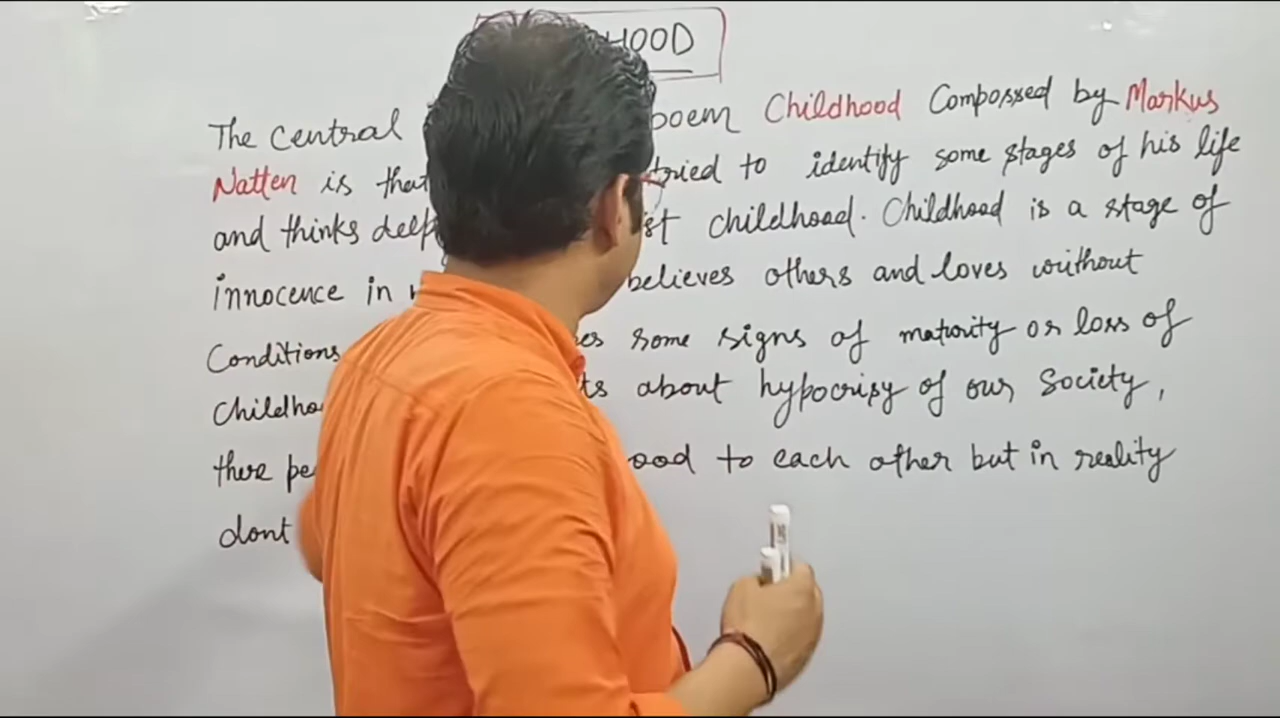 HOOD
The central poem Childhood Compossed by Markus
Natten is that tried to identify some stages of his life
and thinks deep st childhood. Childhood is a stage of
innocence in believes others and loves without
Conditions es some signs of maturity or loss of
childho ts about hypocrisy of our Society,
there pe ood to each other but in reality
dont